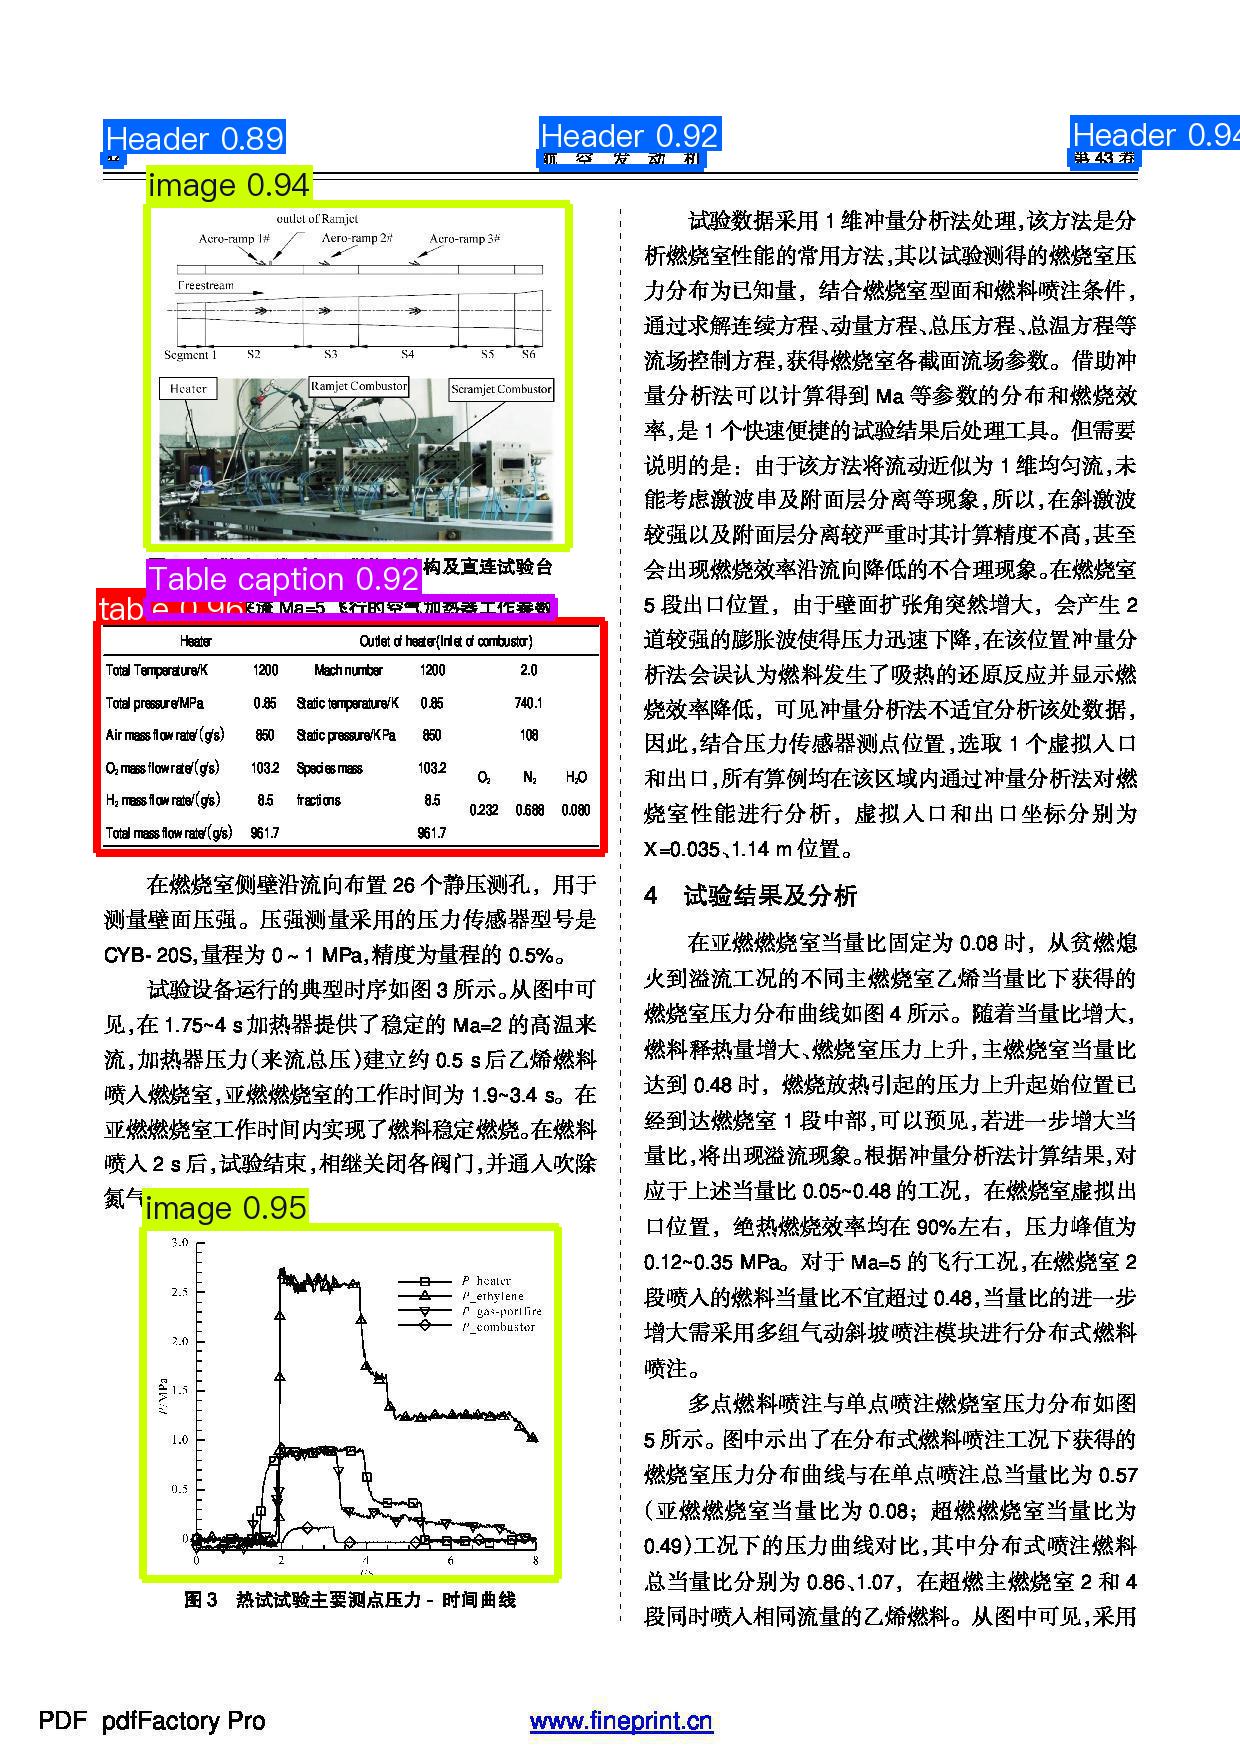 Header 0.89
Header 0.92
Header 0.94
航 空 发 动 机
第 43 卷
image 0.94
outlet of Ramjet
Aero-ramp 1# Aero-ramp 2# Aero-ramp 3#
Freestream
Segment 1 S2 S3 S4 S5 S6
Heater Ramjet Combustor Scramjet Combustor
构及直连试验台
Table caption 0.92
table 0.96
来流 Ma=5 飞行的空气加热器工作参数
Heater Outlet of heater(Inlet of combustor)
Total Temperature/K 1200 Mach number 1200 2.0
Total pressure/MPa 0.85 Static temperature/K 0.85 740.1
Air mass flow rate/(g/s) 850 Static pressure/KPa 850 108
O₂ mass flow rate/(g/s) 103.2 Species mass 103.2 O₂ N₂ H₂O
H₂ mass flow rate/(g/s) 8.5 fractions 8.5 0.232 0.688 0.080
Total mass flow rate/(g/s) 961.7 961.7
在燃烧室侧壁沿流向布置 26 个静压测孔，用于
测量壁面压强。压强测量采用的压力传感器型号是
CYB- 20S,量程为 0 ~ 1 MPa,精度为量程的 0.5%。
试验设备运行的典型时序如图 3 所示。从图中可
见,在 1.75~4 s 加热器提供了稳定的 Ma=2 的高温来
流,加热器压力(来流总压)建立约 0.5 s 后乙烯燃料
喷入燃烧室,亚燃燃烧室的工作时间为 1.9~3.4 s。在
亚燃燃烧室工作时间内实现了燃料稳定燃烧。在燃料
喷入 2 s 后,试验结束,相继关闭各阀门,并通入吹除
氮气
image 0.95
3.0
2.5
2.0
1.5
1.0
0.5
0
P/MPa
P_heater
P_ethylene
P_gas-portfire
P_combustor
0 2 4 6 8
t/s
图 3 热试试验主要测点压力 - 时间曲线
试验数据采用 1 维冲量分析法处理,该方法是分
析燃烧室性能的常用方法,其以试验测得的燃烧室压
力分布为已知量，结合燃烧室型面和燃料喷注条件，
通过求解连续方程、动量方程、总压方程、总温方程等
流场控制方程,获得燃烧室各截面流场参数。借助冲
量分析法可以计算得到 Ma 等参数的分布和燃烧效
率,是 1 个快速便捷的试验结果后处理工具。但需要
说明的是：由于该方法将流动近似为 1 维均匀流,未
能考虑激波串及附面层分离等现象,所以,在斜激波
较强以及附面层分离较严重时其计算精度不高,甚至
会出现燃烧效率沿流向降低的不合理现象。在燃烧室
5 段出口位置，由于壁面扩张角突然增大，会产生 2
道较强的膨胀波使得压力迅速下降,在该位置冲量分
析法会误认为燃料发生了吸热的还原反应并显示燃
烧效率降低，可见冲量分析法不适宜分析该处数据，
因此,结合压力传感器测点位置,选取 1 个虚拟入口
和出口,所有算例均在该区域内通过冲量分析法对燃
烧室性能进行分析，虚拟入口和出口坐标分别为
X=0.035、1.14 m 位置。
4 试验结果及分析
在亚燃燃烧室当量比固定为 0.08 时，从贫燃熄
火到溢流工况的不同主燃烧室乙烯当量比下获得的
燃烧室压力分布曲线如图 4 所示。随着当量比增大,
燃料释热量增大、燃烧室压力上升,主燃烧室当量比
达到 0.48 时，燃烧放热引起的压力上升起始位置已
经到达燃烧室 1 段中部,可以预见,若进一步增大当
量比,将出现溢流现象。根据冲量分析法计算结果,对
应于上述当量比 0.05~0.48 的工况，在燃烧室虚拟出
口位置，绝热燃烧效率均在 90%左右，压力峰值为
0.12~0.35 MPa。对于 Ma=5 的飞行工况,在燃烧室 2
段喷入的燃料当量比不宜超过 0.48,当量比的进一步
增大需采用多组气动斜坡喷注模块进行分布式燃料
喷注。
多点燃料喷注与单点喷注燃烧室压力分布如图
5 所示。图中示出了在分布式燃料喷注工况下获得的
燃烧室压力分布曲线与在单点喷注总当量比为 0.57
(亚燃燃烧室当量比为 0.08；超燃燃烧室当量比为
0.49)工况下的压力曲线对比,其中分布式喷注燃料
总当量比分别为 0.86、1.07，在超燃主燃烧室 2 和 4
段同时喷入相同流量的乙烯燃料。从图中可见,采用
PDF pdfFactory Pro www.fineprint.cn